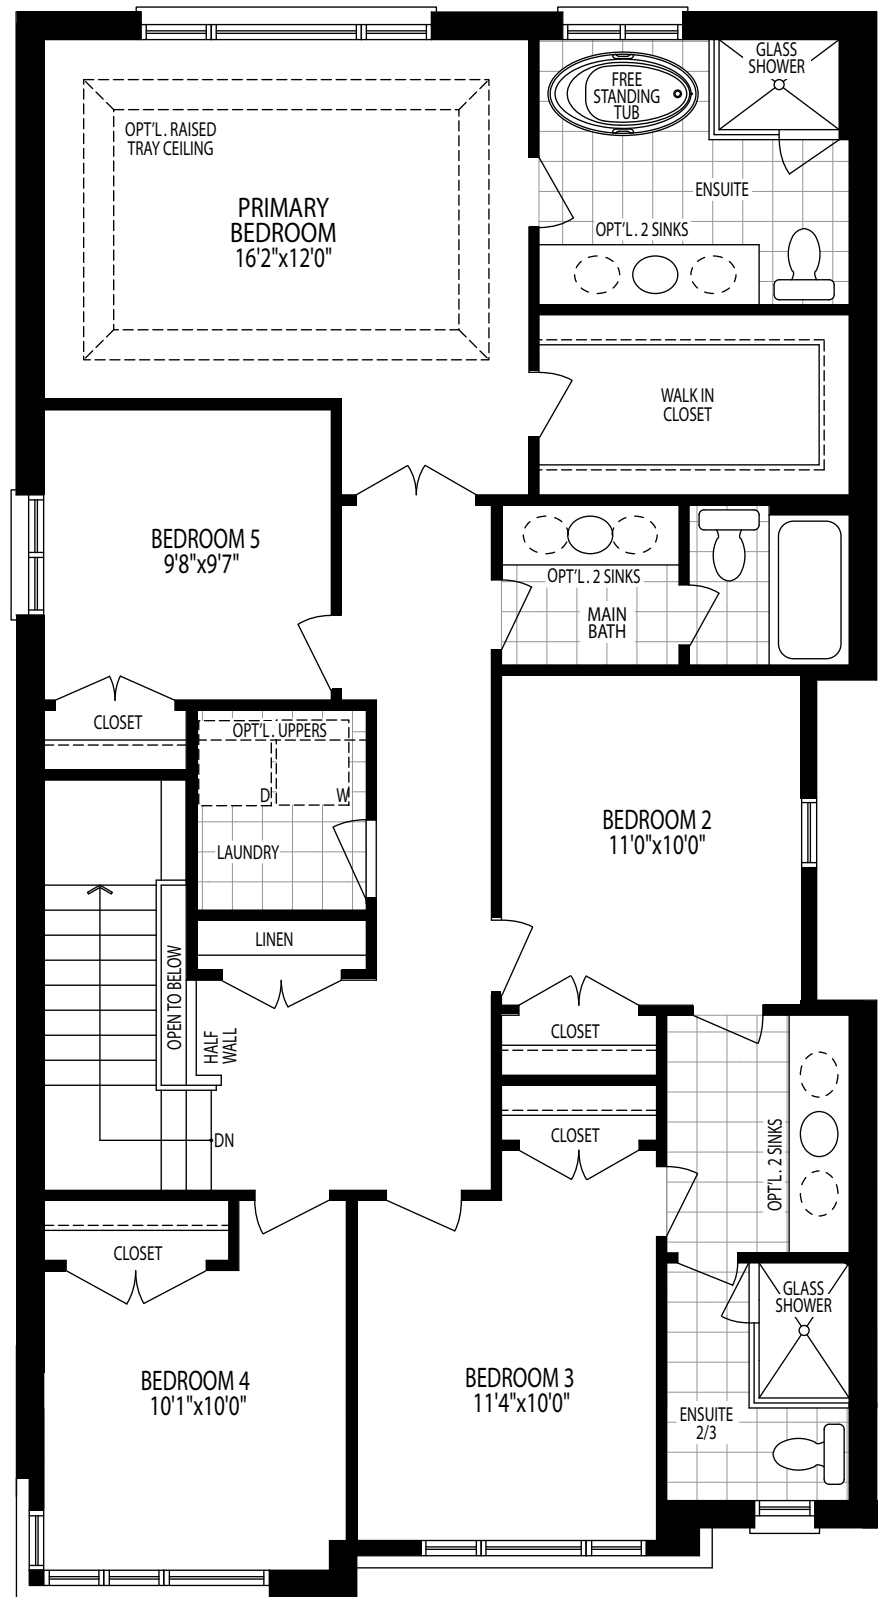 GLASS
SHOWER
FREE
STANDING
TUB
OPT'L. RAISED
TRAY CEILING
ENSUITE
PRIMARY
BEDROOM
16'2"x12'0"
OPT'L. 2 SINKS
WALK IN
CLOSET
BEDROOM 5
9'8"x9'7"
OPT'L. 2 SINKS
MAIN
BATH
CLOSET
OPT'L. UPPERS
D W
LAUNDRY
BEDROOM 2
11'0"x10'0"
LINEN
OPEN TO BELOW
HALF
WALL
CLOSET
DN
CLOSET
OPT'L. 2 SINKS
CLOSET
GLASS
SHOWER
BEDROOM 4
10'1"x10'0"
BEDROOM 3
11'4"x10'0"
ENSUITE
2/3